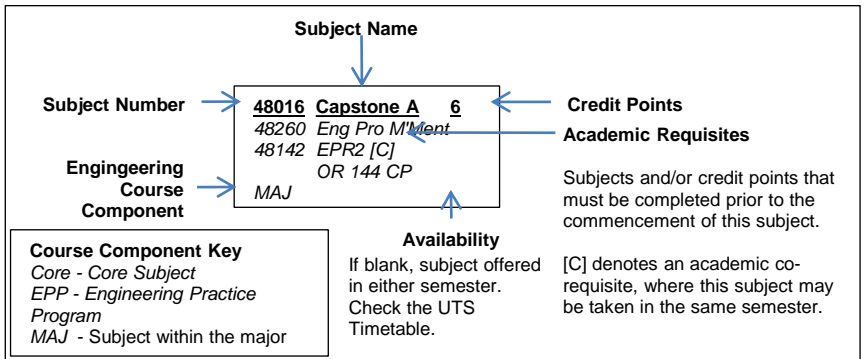 Subject Name
Subject Number
48016 Capstone A 6
48260 Eng Pro M'Ment
48142 EPR2 [C]
OR 144 CP
MAJ
Credit Points
Academic Requisites
Subjects and/or credit points that
must be completed prior to the
commencement of this subject.
[C] denotes an academic co-
requisite, where this subject may
be taken in the same semester.
Engingeering
Course
Component
Availability
If blank, subject offered
in either semester.
Check the UTS
Timetable.
Course Component Key
Core - Core Subject
EPP - Engineering Practice
Program
MAJ - Subject within the major